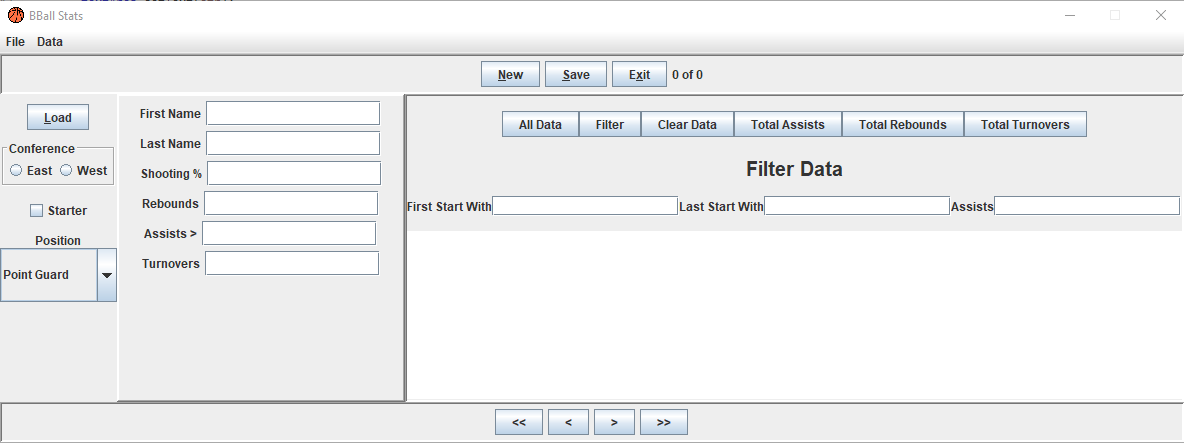 BBall Stats
File Data
New Save Exit 0 of 0
Load
Conference
East West
Starter
Position
Point Guard
First Name
Last Name
Shooting %
Rebounds
Assists >
Turnovers
All Data Filter Clear Data Total Assists Total Rebounds Total Turnovers
Filter Data
First Start With Last Start With Assists
<< < > >>